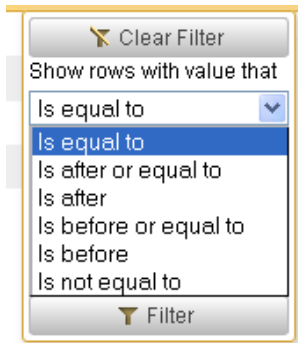 Clear Filter
Show rows with value that
Is equal to
Is equal to
Is after or equal to
Is after
Is before or equal to
Is before
Is not equal to
Filter